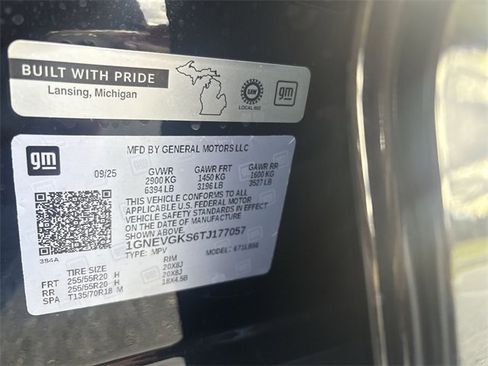 BUILT WITH PRIDE
Lansing, Michigan
UAW
LOCAL 602
gm
gm
MFD BY GENERAL MOTORS LLC
09/25
GVWR GAWR FRT GAWR RR
2900 KG 1450 KG 1600 KG
6394 LB 3196 LB 3527 LB
THIS VEHICLE CONFORMS TO ALL
APPLICABLE U.S. FEDERAL MOTOR
VEHICLE SAFETY STANDARDS IN EFFECT
ON THE DATE OF MANUFACTURE SHOWN ABOVE.
1GNEVGKS6TJ177057
TYPE: MPV MODEL:
TIRE SIZE RIM
FRT 255/55R20 H 20X8J
RR 255/55R20 H 20X8J
SPA T135/70R18 M 18X4.5B